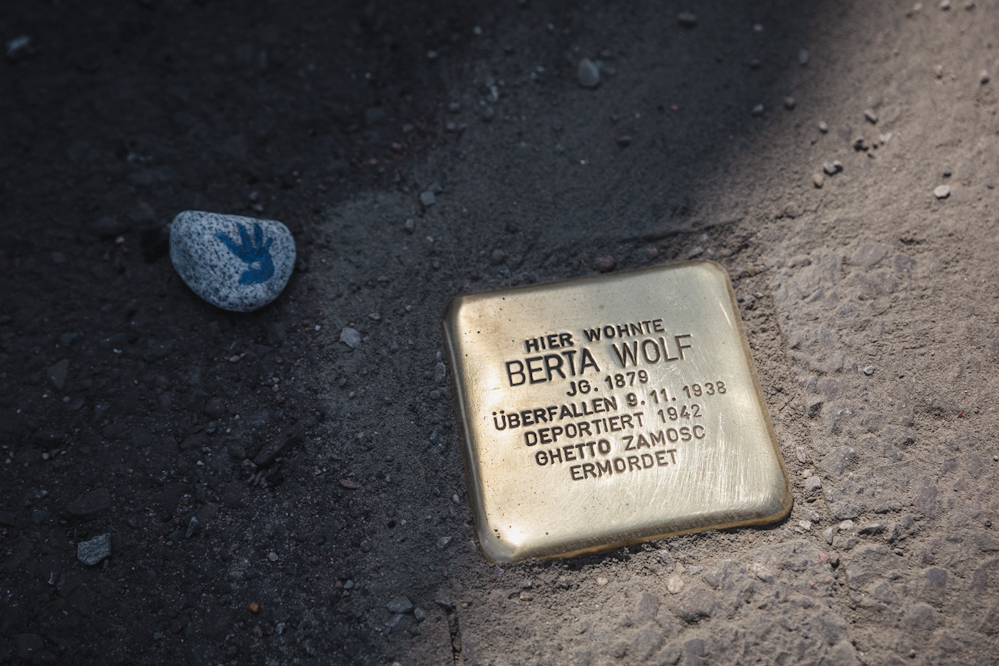 HIER WOHNTE
BERTA WOLF
JG. 1879
ÜBERFALLEN 9.11.1938
DEPORTIERT 1942
GHETTO ZAMOSC
ERMORDET